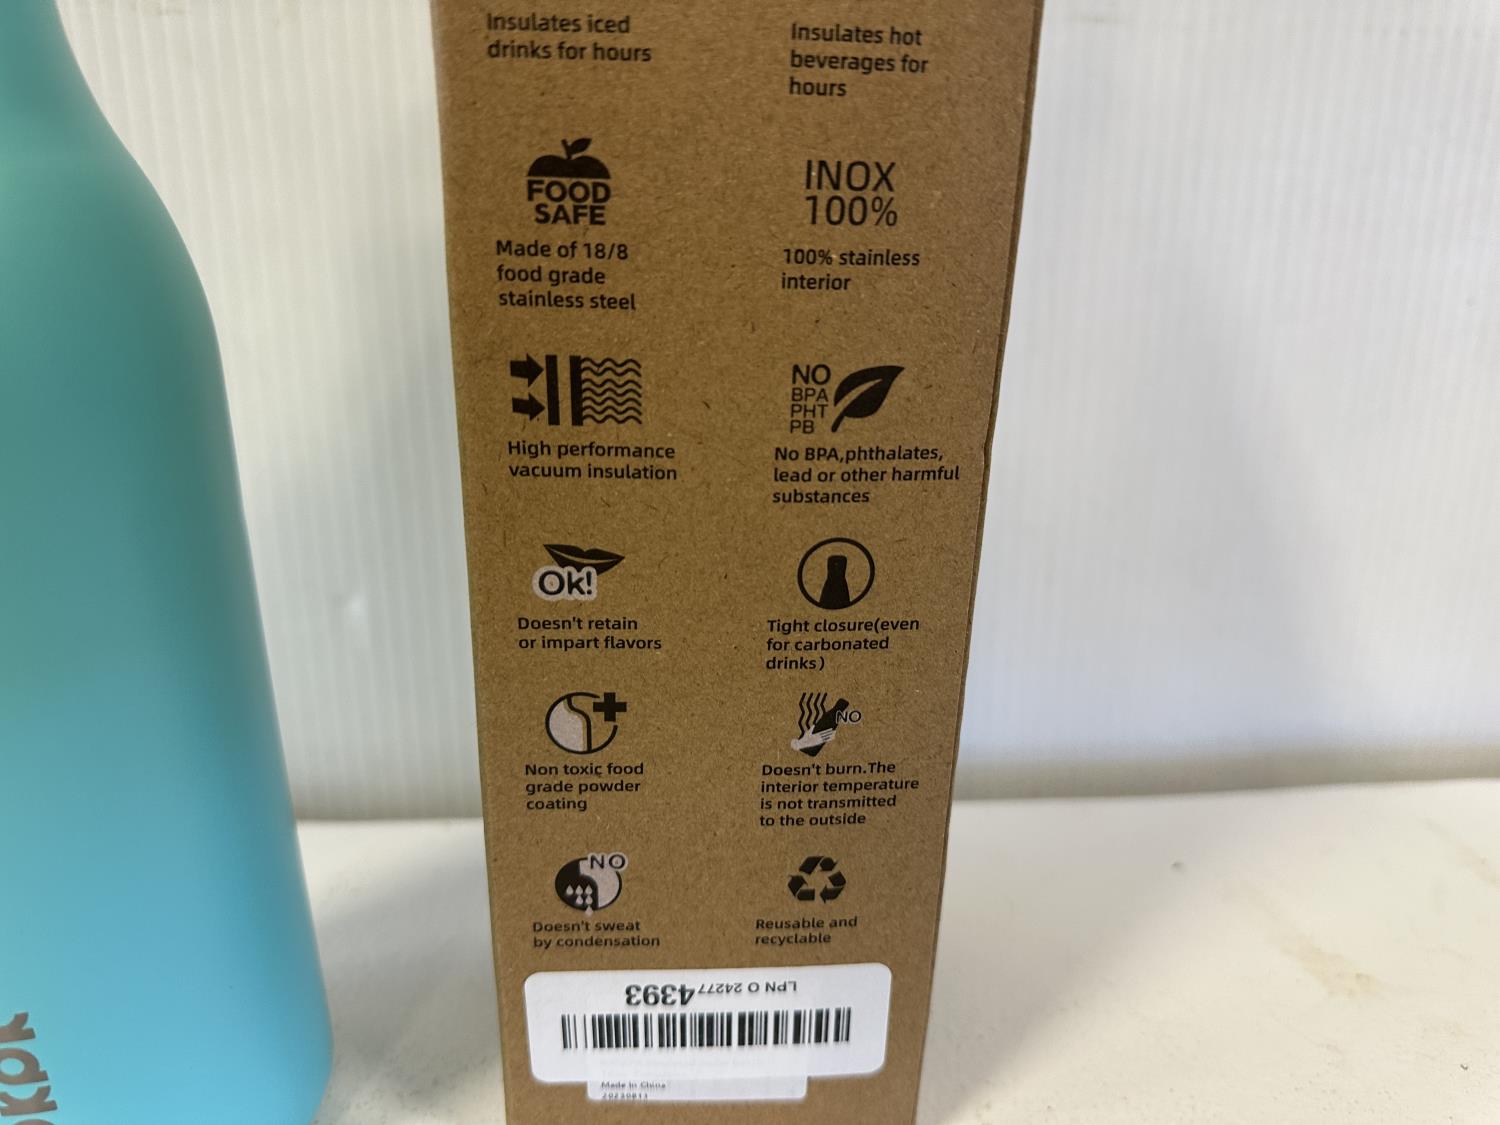 Insulates iced
drinks for hours
Insulates hot
beverages for
hours
FOOD
SAFE
Made of 18/8
food grade
stainless steel
INOX
100%
100% stainless
interior
High performance
vacuum insulation
NO
BPA
PHT
PB
No BPA,phthalates,
lead or other harmful
substances
Ok!
Doesn't retain
or impart flavors
Tight closure(even
for carbonated
drinks)
Non toxic food
grade powder
coating
NO
Doesn't burn.The
interior temperature
is not transmitted
to the outside
NO
Doesn't sweat
by condensation
Reusable and
recyclable
LPN O 242774393
Made in China